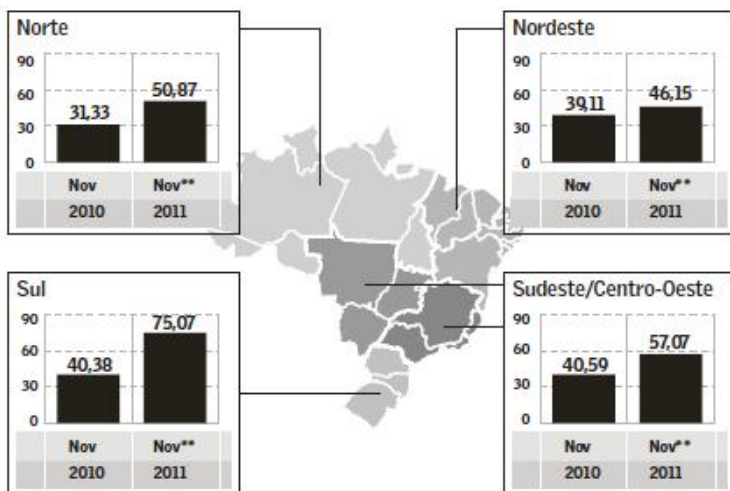 Norte
90
60
30
0
31,33
50,87
Nov
Nov**
2010
2011
Nordeste
90
60
30
0
39,11
46,15
Nov
Nov**
2010
2011
Sul
90
60
30
0
40,38
75,07
Nov
Nov**
2010
2011
Sudeste/Centro-Oeste
90
60
30
0
40,59
57,07
Nov
Nov**
2010
2011